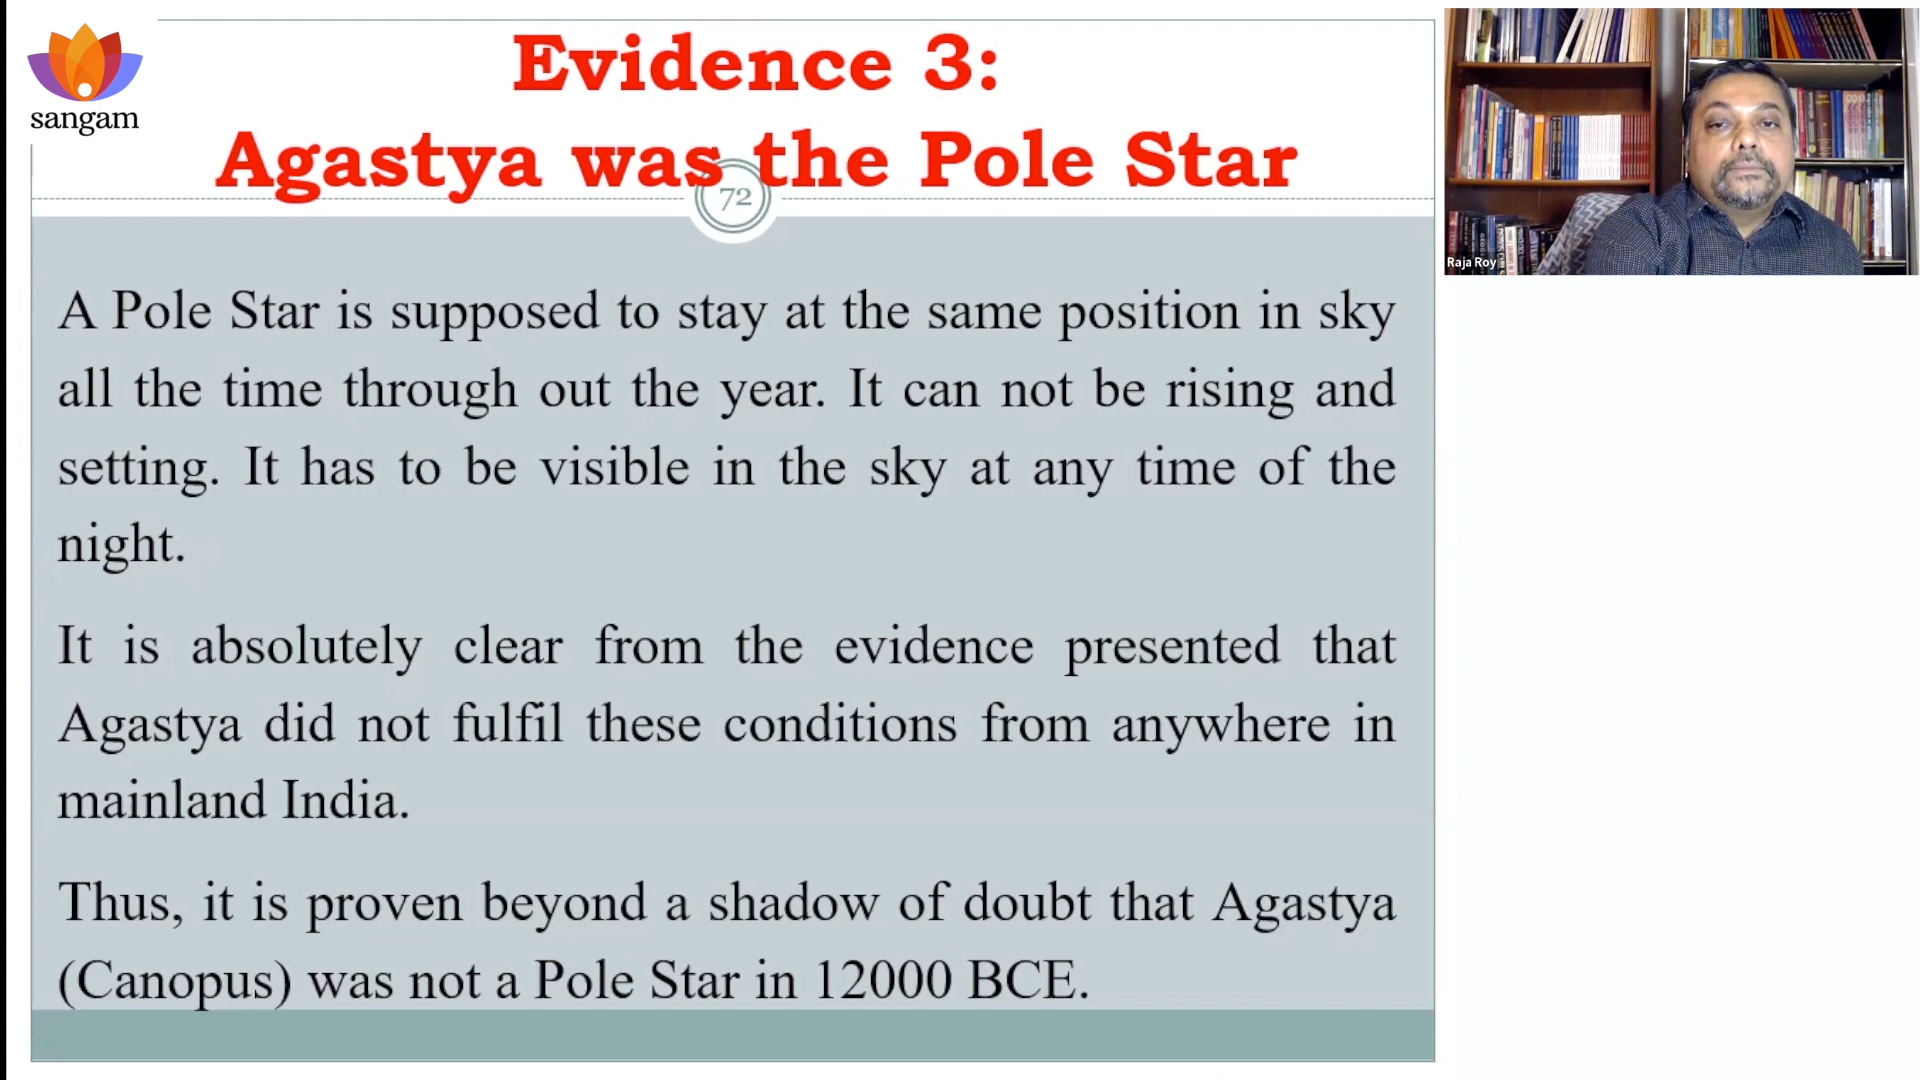 sangam
Evidence 3:
Agastya was the Pole Star
72
A Pole Star is supposed to stay at the same position in sky
all the time through out the year. It can not be rising and
setting. It has to be visible in the sky at any time of the
night.
It is absolutely clear from the evidence presented that
Agastya did not fulfil these conditions from anywhere in
mainland India.
Thus, it is proven beyond a shadow of doubt that Agastya
(Canopus) was not a Pole Star in 12000 BCE.
Raja Roy